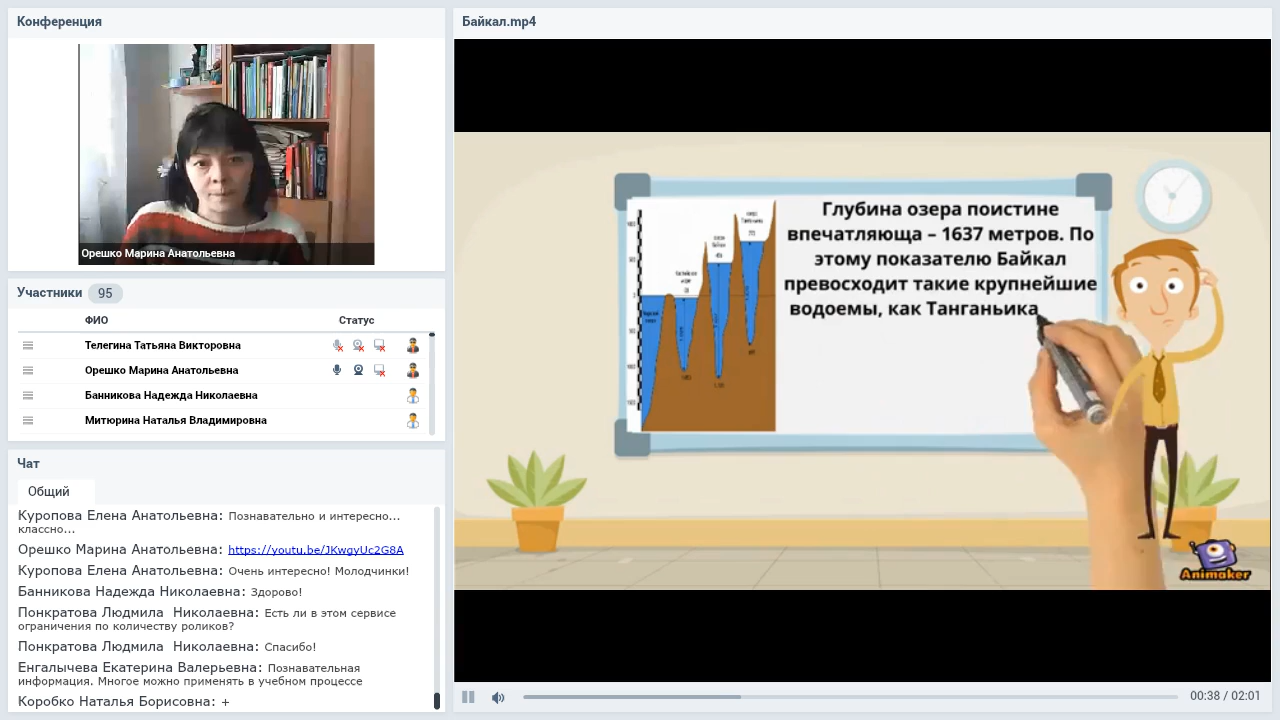 Конференция
Орешко Марина Анатольевна
Участники 95
ФИО Статус
Телегина Татьяна Викторовна
Орешко Марина Анатольевна
Банникова Надежда Николаевна
Митюрина Наталья Владимировна
Чат
Общий
Куропова Елена Анатольевна: Познавательно и интересно...
классно...
Орешко Марина Анатольевна: https://youtu.be/JKwgyUc2G8A
Куропова Елена Анатольевна: Очень интересно! Молодчинки!
Банникова Надежда Николаевна: Здорово!
Понкратова Людмила  Николаевна: Есть ли в этом сервисе
ограничения по количеству роликов?
Понкратова Людмила  Николаевна: Спасибо!
Енгалычева Екатерина Валерьевна: Познавательная
информация. Многое можно применять в учебном процессе
Коробко Наталья Борисовна: +
Байкал.mp4
Глубина озера поистине
впечатляюща – 1637 метров. По
этому показателю Байкал
превосходит такие крупнейшие
водоемы, как Танганьика
Animaker
00:38 / 02:01